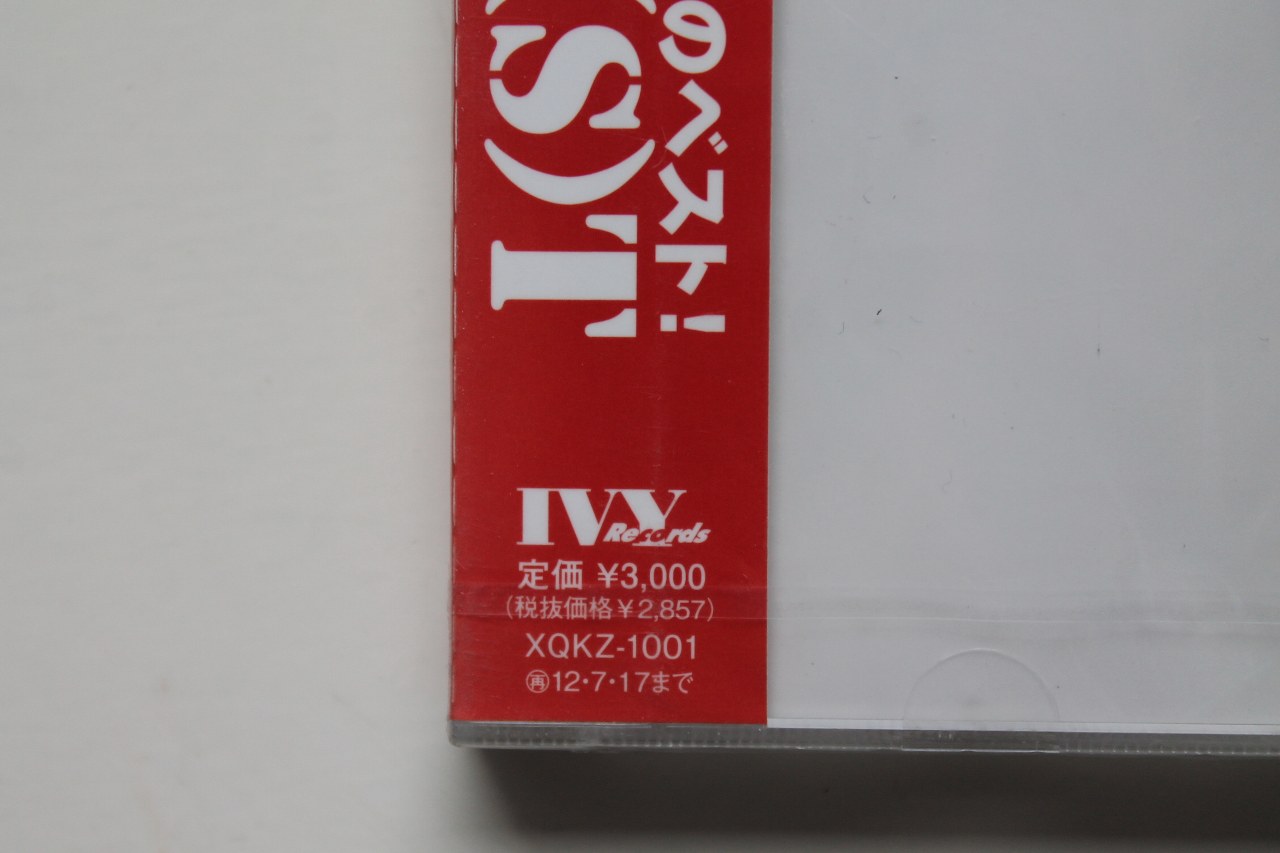 のベスト!
(S)T
IVY
Records
定価 ¥3,000
(税抜価格¥2,857)
XQKZ-1001
㊢12・7・17まで